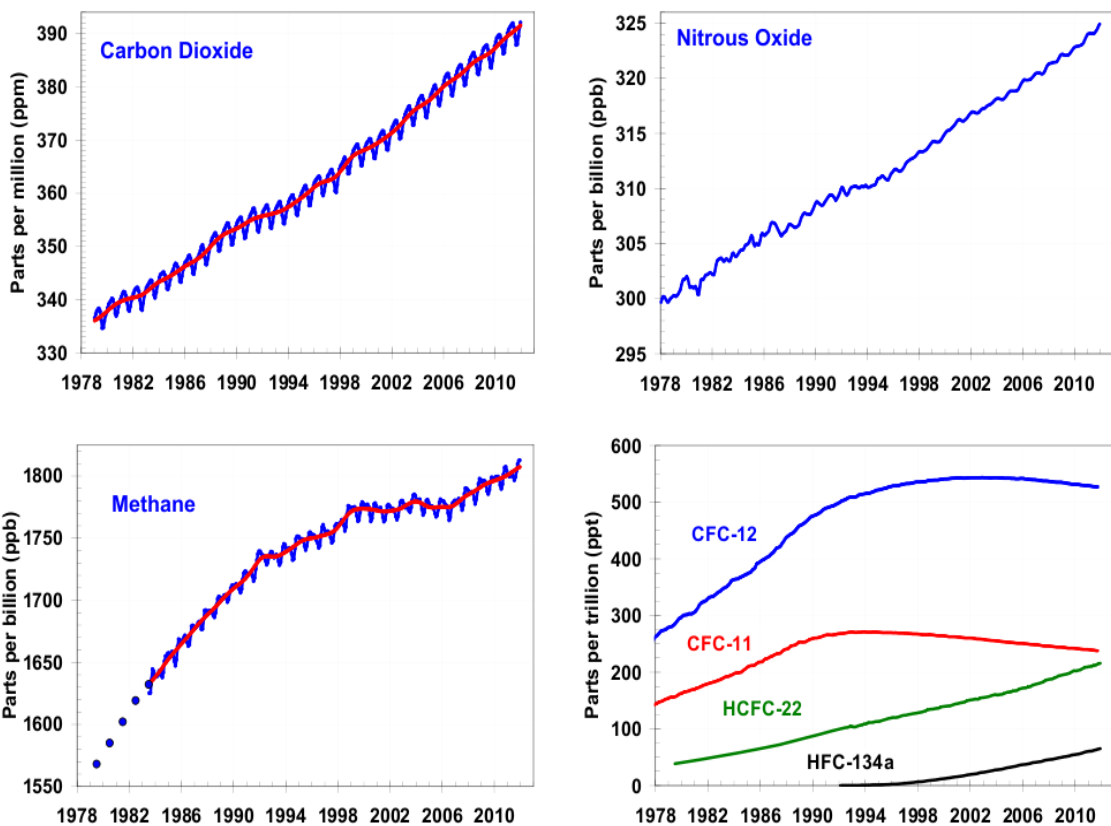 Carbon Dioxide
Parts per million (ppm)
390
380
370
360
350
340
330
1978 1982 1986 1990 1994 1998 2002 2006 2010
Nitrous Oxide
Parts per billion (ppb)
325
320
315
310
305
300
295
1978 1982 1986 1990 1994 1998 2002 2006 2010
Methane
Parts per billion (ppb)
1800
1750
1700
1650
1600
1550
1978 1982 1986 1990 1994 1998 2002 2006 2010
Parts per trillion (ppt)
600
500
400
300
200
100
0
CFC-12
CFC-11
HCFC-22
HFC-134a
1978 1982 1986 1990 1994 1998 2002 2006 2010